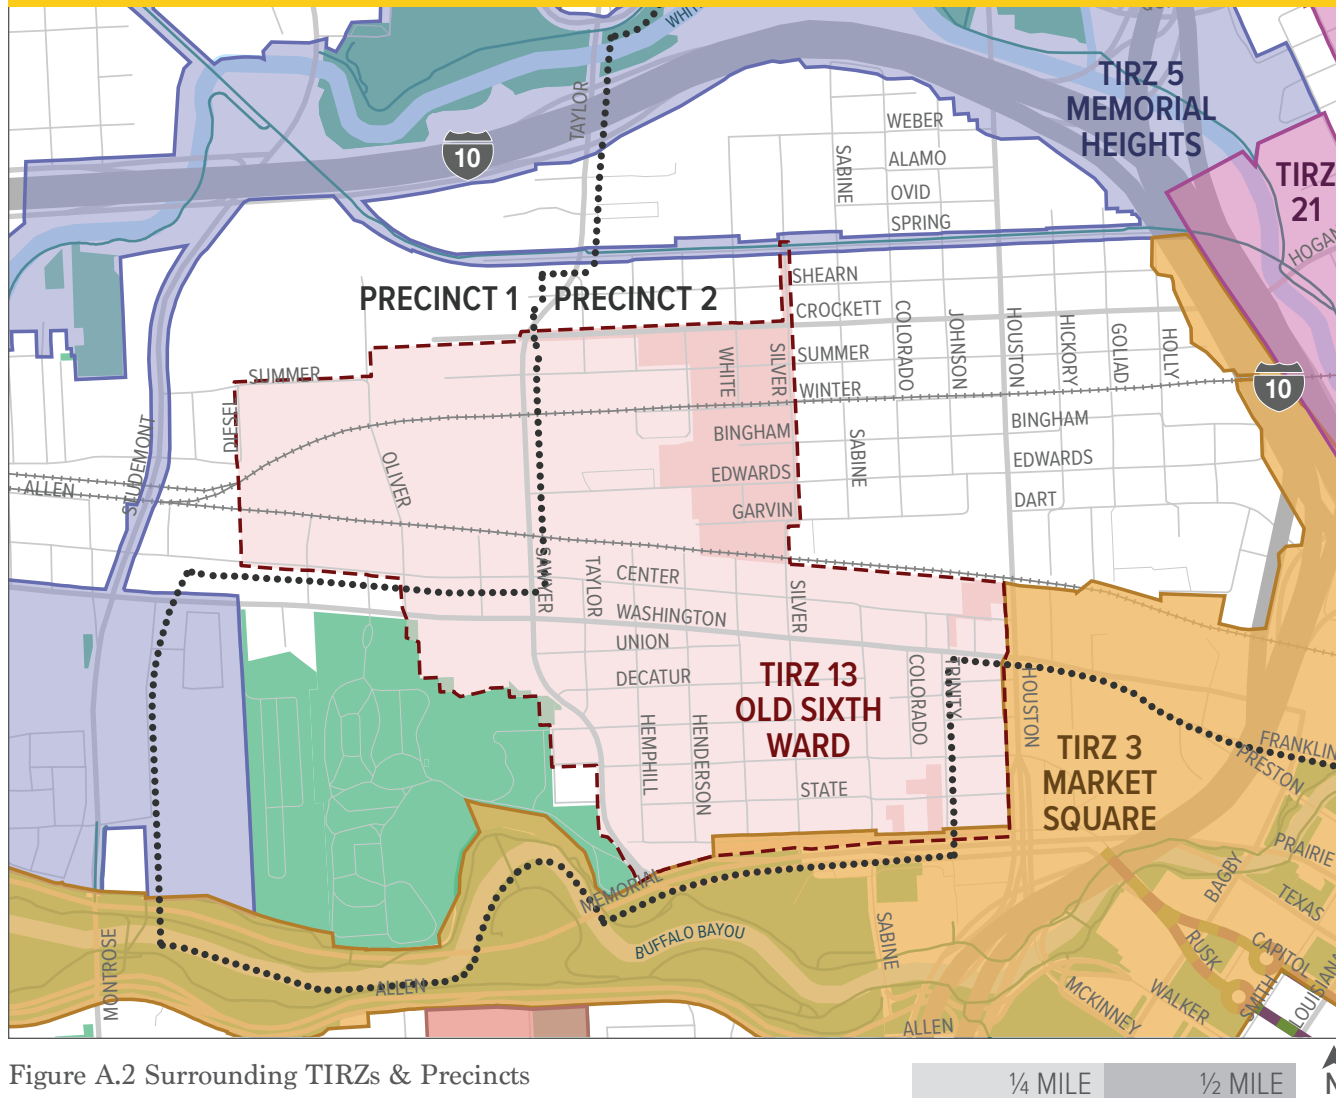 WHITE
TAYLOR
10
TIRZ 5
MEMORIAL
HEIGHTS
WEBER
ALAMO
OVID
SPRING
SABINE
TIRZ
21
HOGAN
SHEARN
CROCKETT
SUMMER
WINTER
PRECINCT 1
PRECINCT 2
SUMMER
DIESEL
STUDEMONT
ALLEN
OLIVER
WHITE
SILVER
COLORADO
JOHNSON
HOUSTON
HICKORY
GOLIAD
HOLLY
10
BINGHAM
EDWARDS
GARVIN
SABINE
BINGHAM
EDWARDS
DART
SAWYER
TAYLOR
CENTER
WASHINGTON
UNION
DECATUR
SILVER
TIRZ 13
OLD SIXTH
WARD
COLORADO
TRINITY
HOUSTON
HEMPHILL
HENDERSON
STATE
TIRZ 3
MARKET
SQUARE
FRANKLIN
PRESTON
PRAIRIE
TEXAS
BAGBY
CAPITOL
RUSK
SMITH
LOUISIANA
WALKER
MCKINNEY
MEMORIAL
BUFFALO BAYOU
SABINE
MONTROSE
ALLEN
ALLEN
Figure A.2 Surrounding TIRZs & Precincts
¼ MILE
½ MILE
N